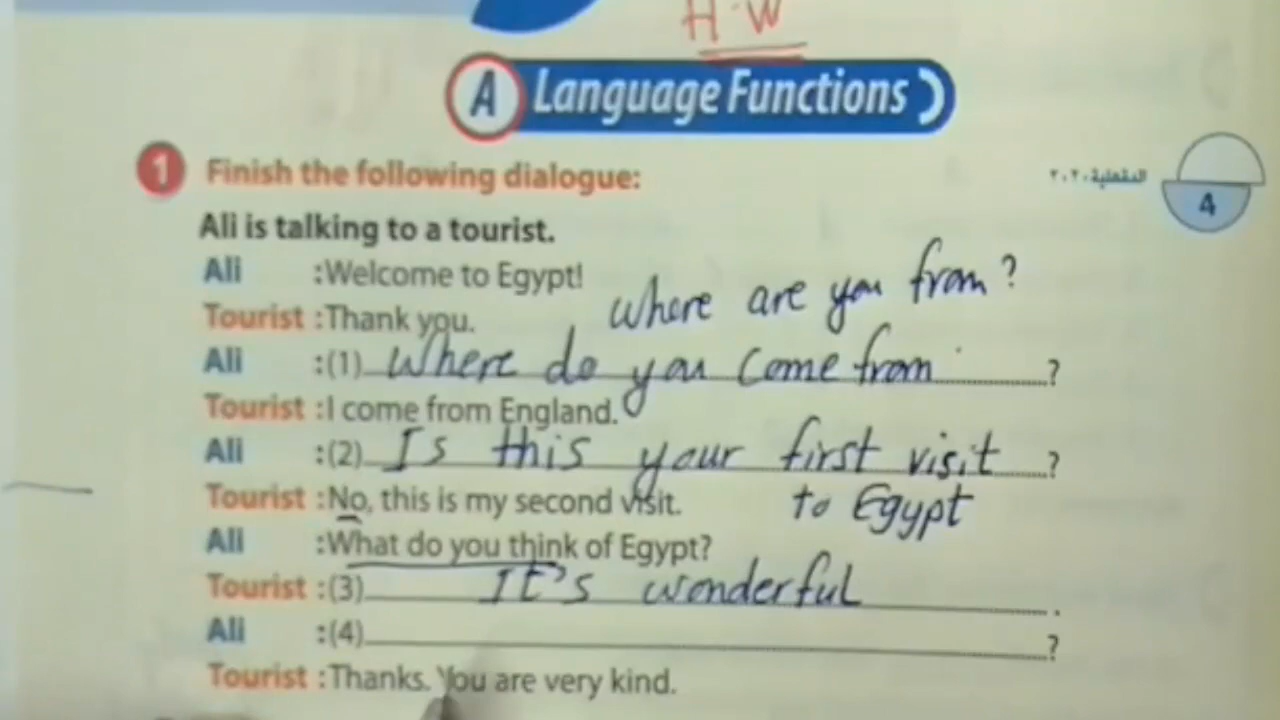 H.W
A Language Functions
1 Finish the following dialogue:
الدقهلية ٢٠٢٠
4
Ali is talking to a tourist.
Ali :Welcome to Egypt!
Where are you from?
Tourist :Thank you.
Ali :(1) Where do you come from ?
Tourist :I come from England.
Ali :(2) Is this your first visit ?
to Egypt
Tourist :No, this is my second visit.
Ali :What do you think of Egypt?
Tourist :(3) It's wonderful .
Ali :(4) ?
Tourist :Thanks. You are very kind.